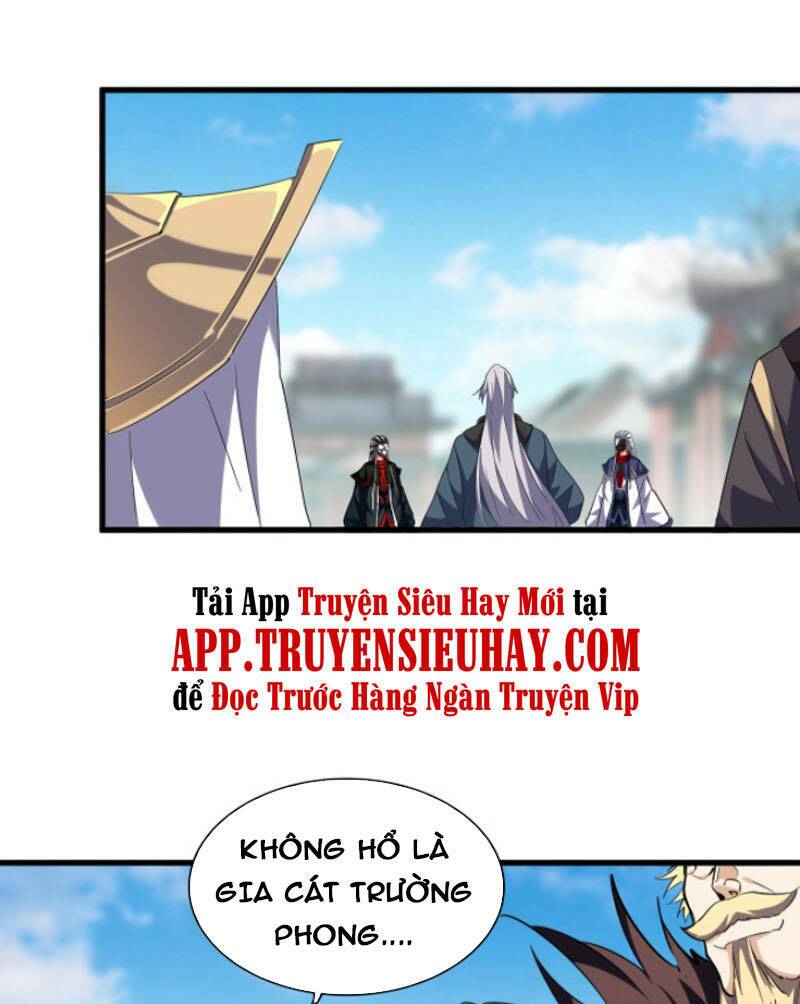 Tải App Truyện Siêu Hay Mới tại
APP.TRUYENSIEUHAY.COM
để Đọc Trước Hàng Ngàn Truyện Vip
KHÔNG HỔ LÀ
GIA CÁT TRƯỜNG
PHONG....